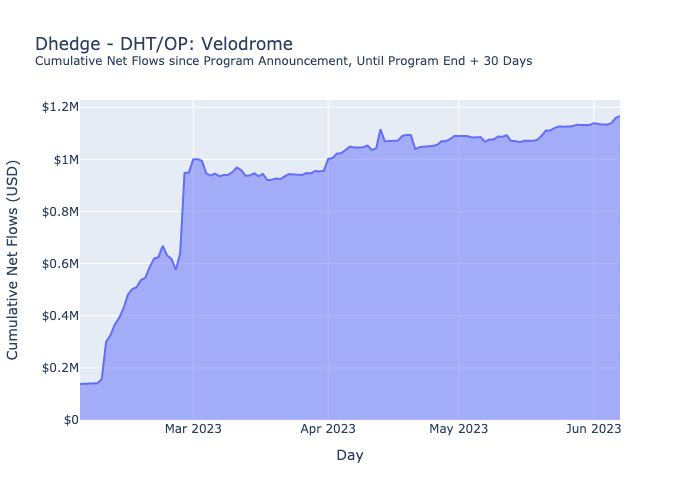 Dhedge - DHT/OP: Velodrome
Cumulative Net Flows since Program Announcement, Until Program End + 30 Days
Cumulative Net Flows (USD)
$1.2M
$1M
$0.8M
$0.6M
$0.4M
$0.2M
$0
Mar 2023 Apr 2023 May 2023 Jun 2023
Day